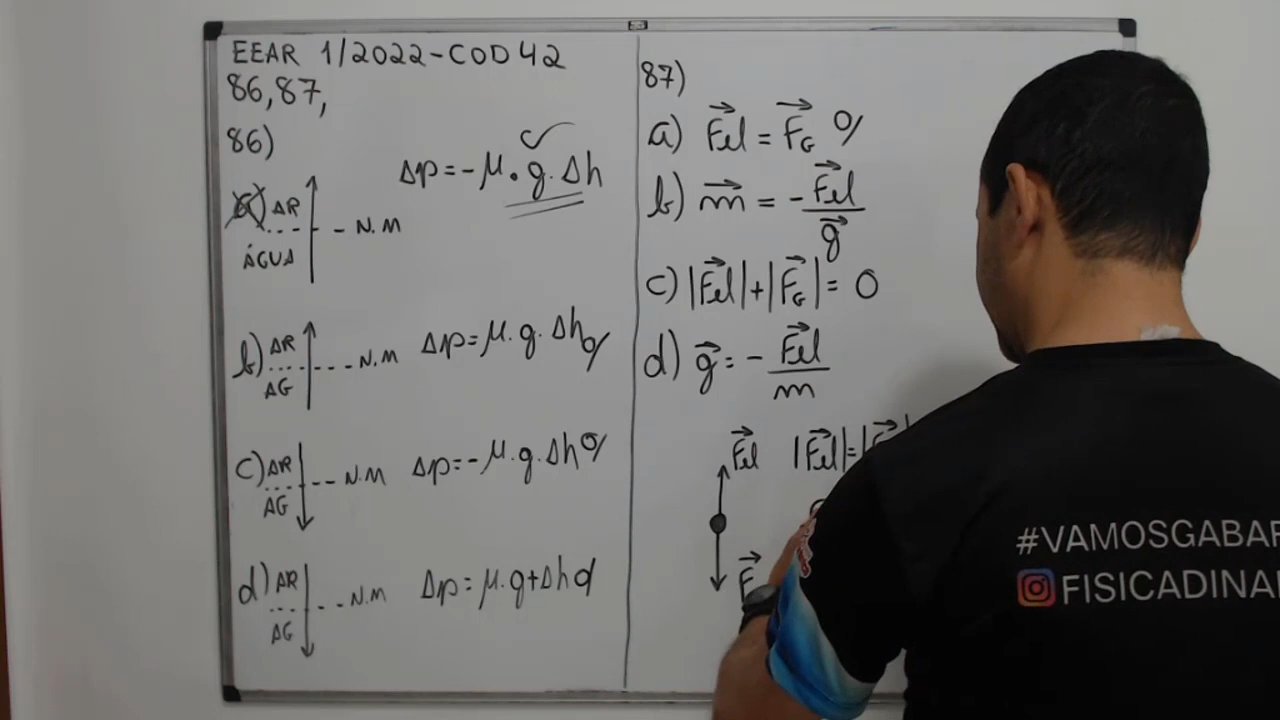 EEAR 1/2022-COD 42
86,87,
86)
a) AR
ÁGUA
- N.M
Δp=-μ.g.Δh
b) AR
AG
--- N.M
Δp=μ.g.Δh
c) AR
AG
-- N.M
Δp=-μ.g.Δh
d) AR
AG
-- N.M
Δp=μ.g+Δh
87)
a) F⃗el = F⃗G
b) m⃗ = - F⃗el / g⃗
c) |F⃗el|+|F⃗G|= 0
d) g⃗ = - F⃗el / m
F⃗el
|F⃗el|=|F⃗
F⃗
#VAMOSGABAR
FISICADINA